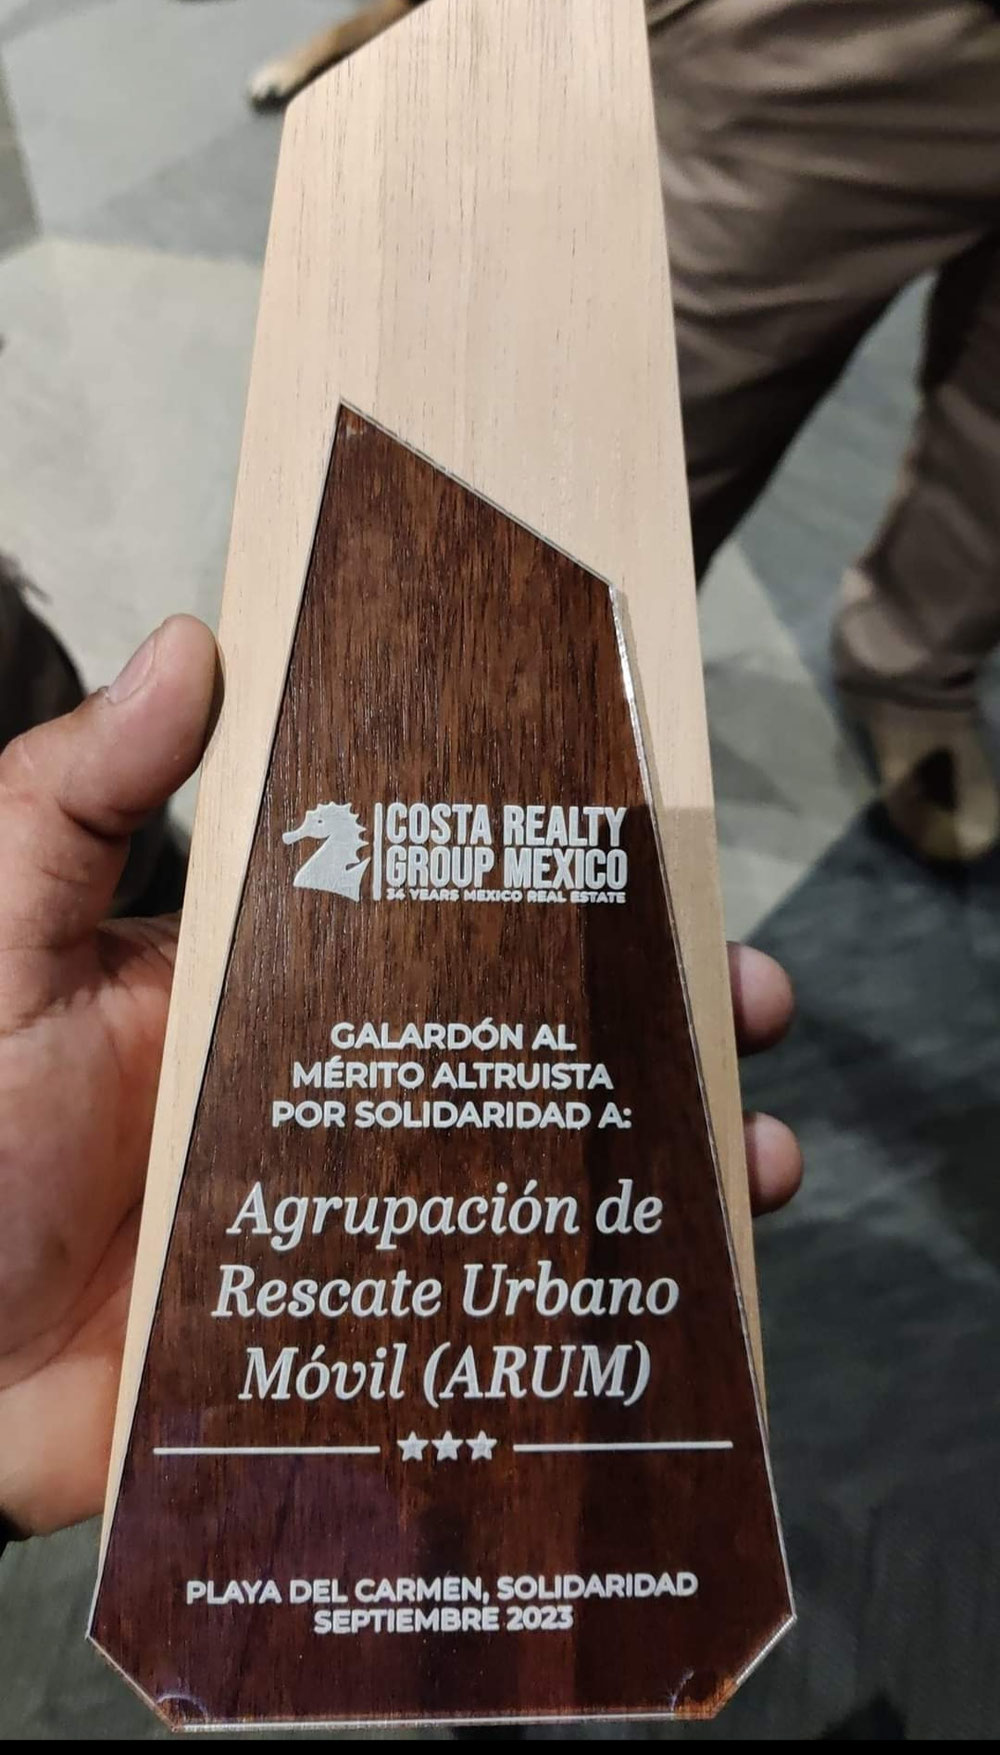 COSTA REALTY
GROUP MEXICO
34 YEARS MEXICO REAL ESTATE
GALARDÓN AL
MÉRITO ALTRUISTA
POR SOLIDARIDAD A:
Agrupación de
Rescate Urbano
Móvil (ARUM)
PLAYA DEL CARMEN, SOLIDARIDAD
SEPTIEMBRE 2023